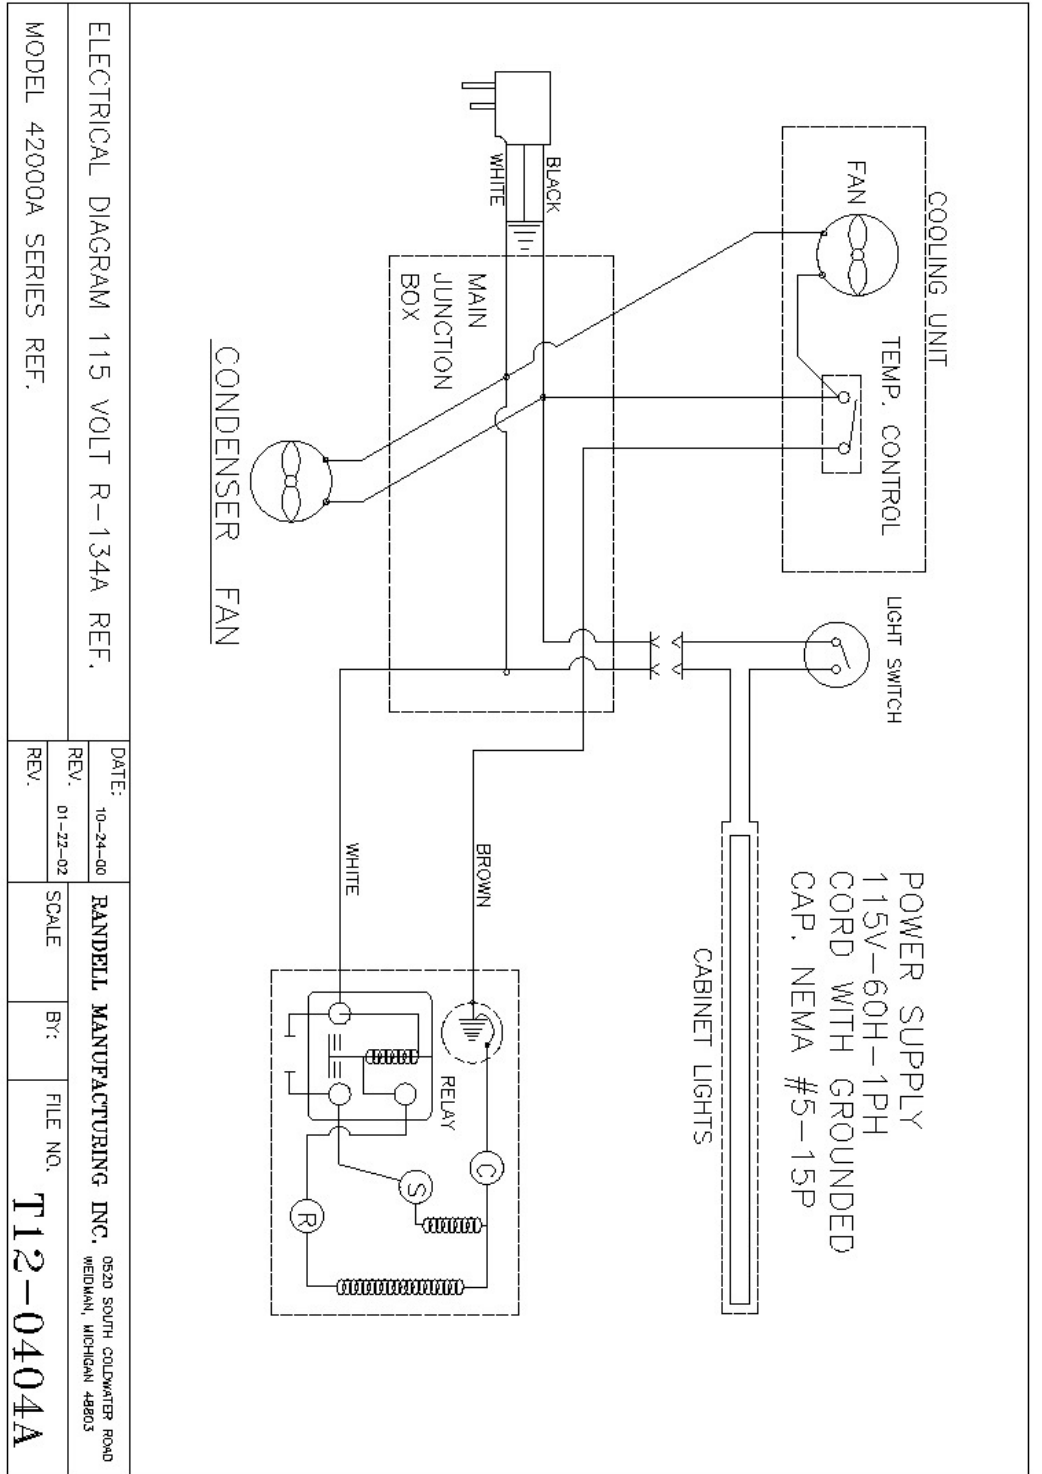 COOLING UNIT
FAN
TEMP. CONTROL
LIGHT SWITCH
BLACK
WHITE
MAIN
JUNCTION
BOX
CONDENSER FAN
POWER SUPPLY
115V-60H-1PH
CORD WITH GROUNDED
CAP. NEMA #5-15P
CABINET LIGHTS
BROWN
WHITE
RELAY
C
S
R
ELECTRICAL DIAGRAM 115 VOLT R-134A REF.
MODEL 42000A SERIES REF.
DATE: 10-24-00
REV. 01-22-02
REV.
RANDELL MANUFACTURING INC.
0520 SOUTH COLDWATER ROAD
WEIDMAN, MICHIGAN 48893
SCALE
BY:
FILE NO. T12-0404A